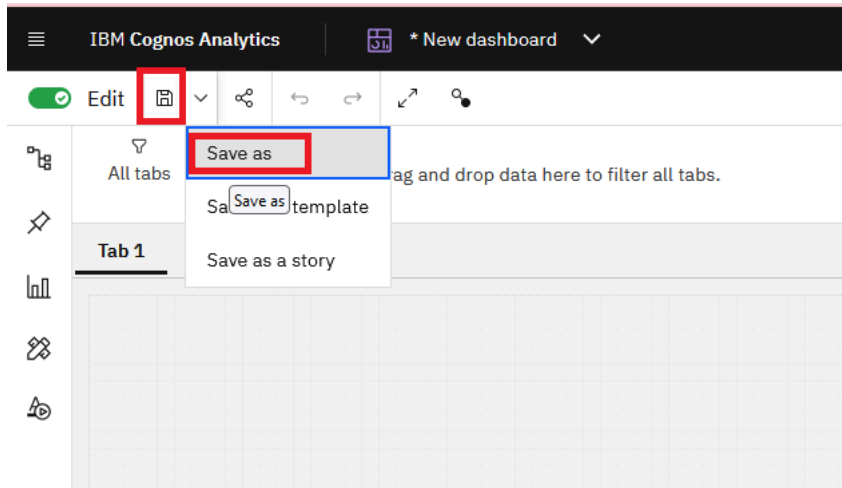 IBM Cognos Analytics
* New dashboard
Edit
All tabs
Save as
ag and drop data here to filter all tabs.
Sa
Save as
template
Tab 1
Save as a story